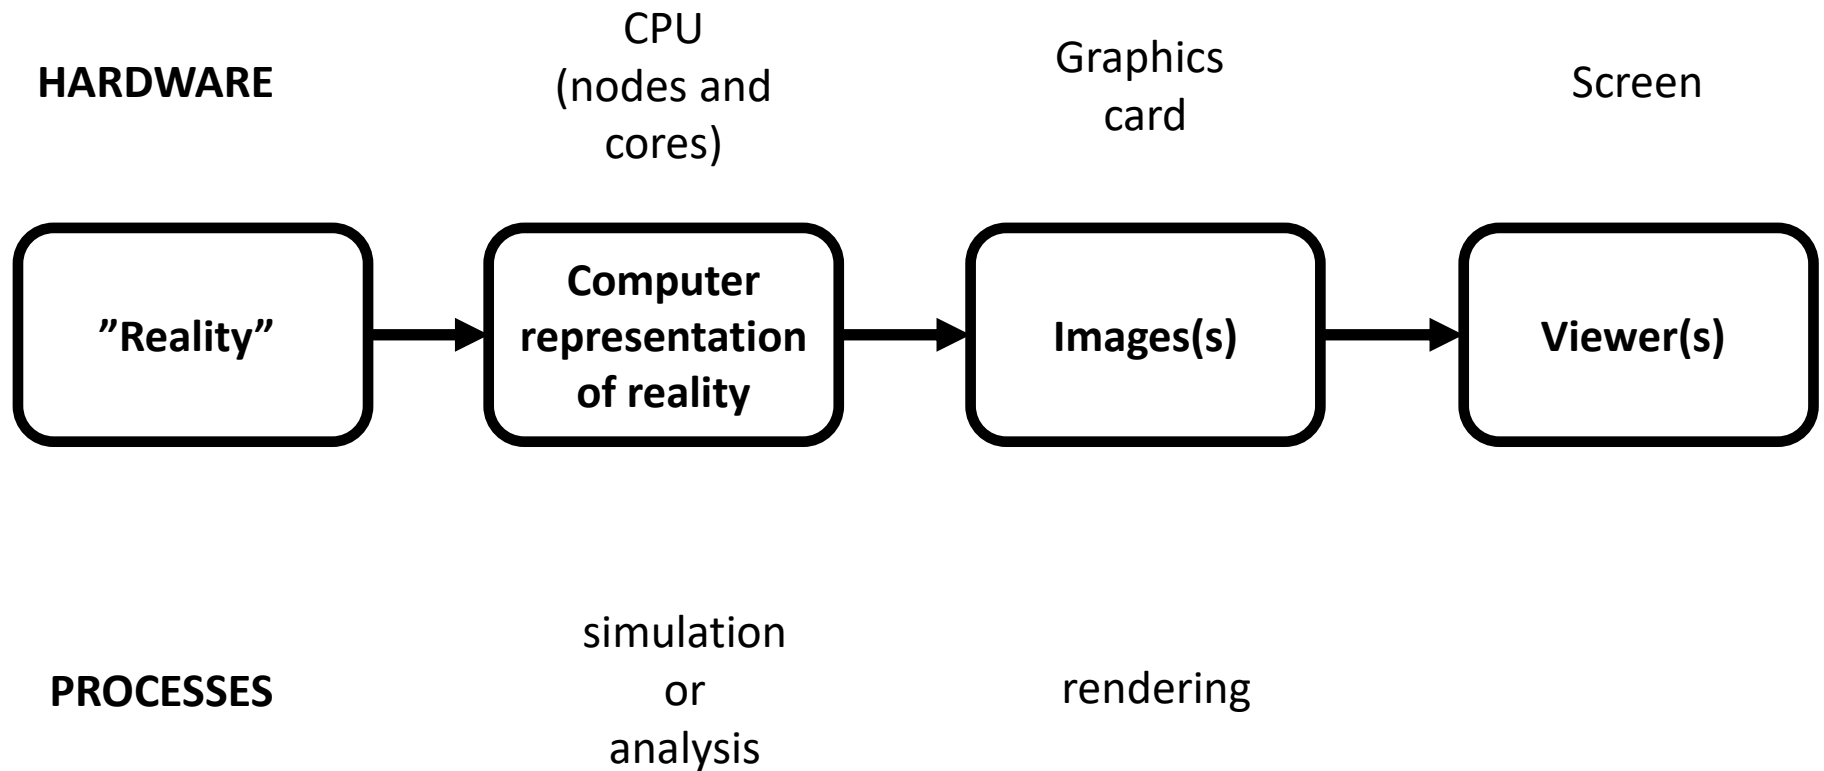 HARDWARE
CPU
(nodes and
cores)
Graphics
card
Screen
”Reality”
Computer
representation
of reality
Images(s)
Viewer(s)
PROCESSES
simulation
or
analysis
rendering